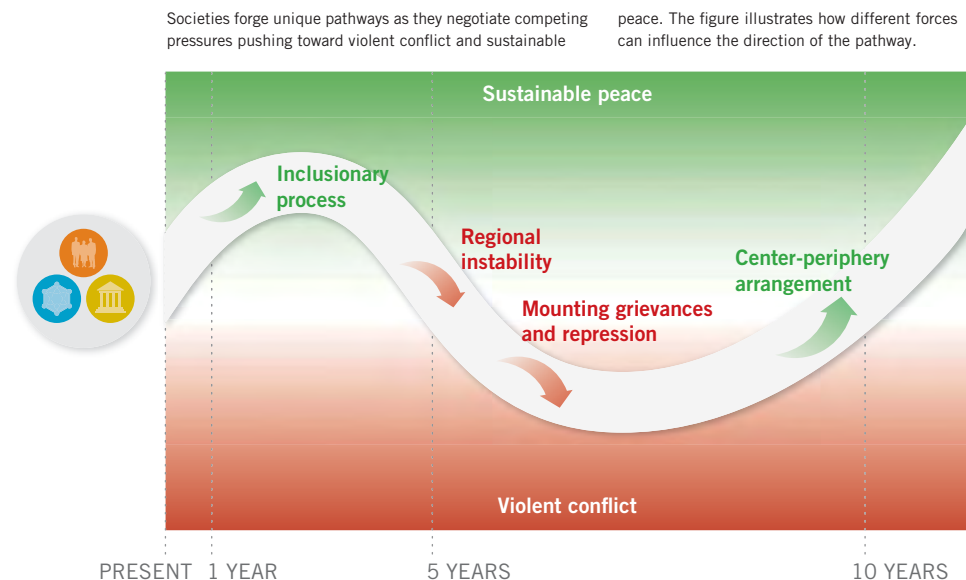 Societies forge unique pathways as they negotiate competing
pressures pushing toward violent conflict and sustainable
peace. The figure illustrates how different forces
can influence the direction of the pathway.
Sustainable peace
Inclusionary
process
Regional
instability
Center-periphery
arrangement
Mounting grievances
and repression
Violent conflict
PRESENT 1 YEAR 5 YEARS 10 YEARS